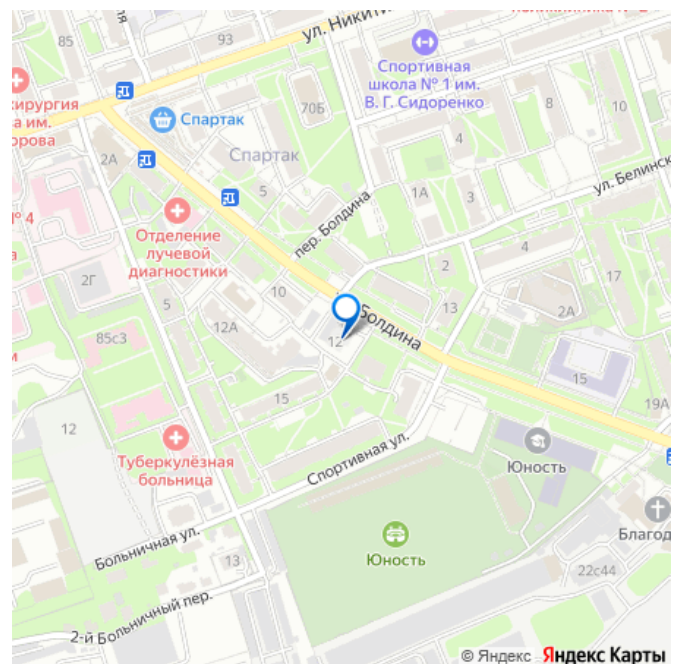 85
93
ул. Никити
Спортивная
школа № 1 им.
В. Г. Сидоренко
хирургия
а им.
орова
Спартак
70Б
8
10
4
Спартак
2А
5
1А
3
ул. Белинск
№ 4
а
Отделение
лучевой
диагностики
пер. Болдина
2
4
17
2Г
10
13
2А
5
12А
Болдина
12
85с3
м
15
15
19А
12
Туберкулёзная
больница
Спортивная ул.
Юность
Больничная ул.
Юность
Благод
13
22с44
2-й Больничный пер.
© Яндекс Яндекс Карты